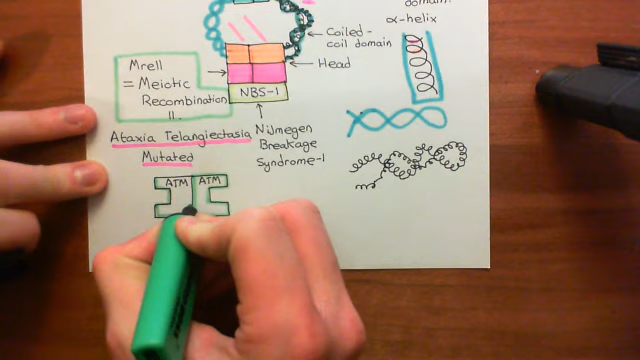 domain.
α-helix
Coiled-
coil domain
Head
Mre11
= Meiotic
Recombination
11.
NBS-1
Ataxia Telangiectasia
Mutated
Nijmegen
Breakage
Syndrome-1
ATM ATM